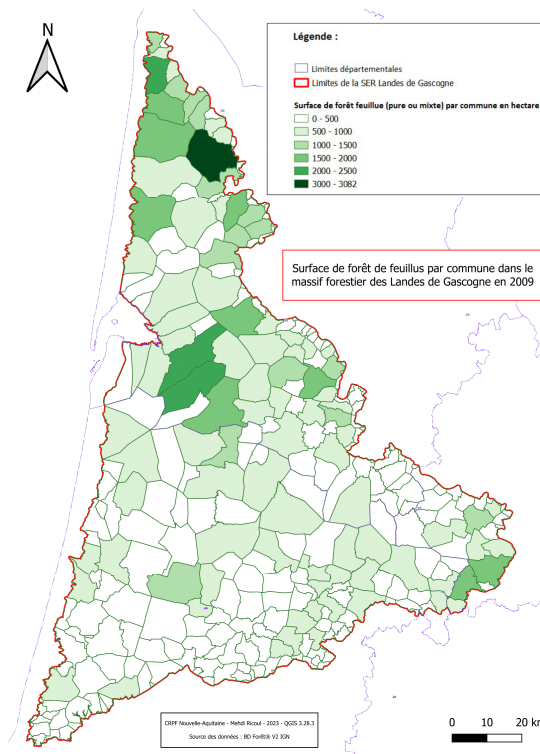 N
Légende :
Limites départementales
Limites de la SER Landes de Gascogne
Surface de forêt feuillue (pure ou mixte) par commune en hectare
0 - 500
500 - 1000
1000 - 1500
1500 - 2000
2000 - 2500
3000 - 3082
Surface de forêt de feuillus par commune dans le
massif forestier des Landes de Gascogne en 2009
CRPF Nouvelle-Aquitaine - Mehdi Ricoul - 2023 - QGIS 3.28.3
Source des données : BD Forêt® V2 IGN
0 10 20 km